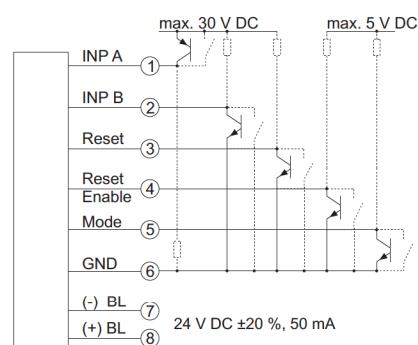 max. 30 V DC
max. 5 V DC
INP A
1
INP B
2
Reset
3
Reset
Enable
4
Mode
5
GND
6
(-) BL
7
24 V DC ±20 %, 50 mA
(+) BL
8